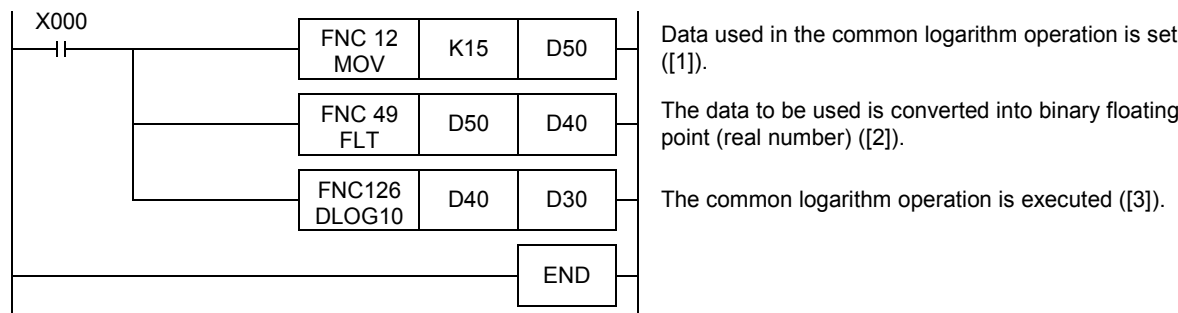 X000
FNC 12
MOV
K15
D50
Data used in the common logarithm operation is set
([1]).
FNC 49
FLT
D50
D40
The data to be used is converted into binary floating
point (real number) ([2]).
FNC126
DLOG10
D40
D30
The common logarithm operation is executed ([3]).
END